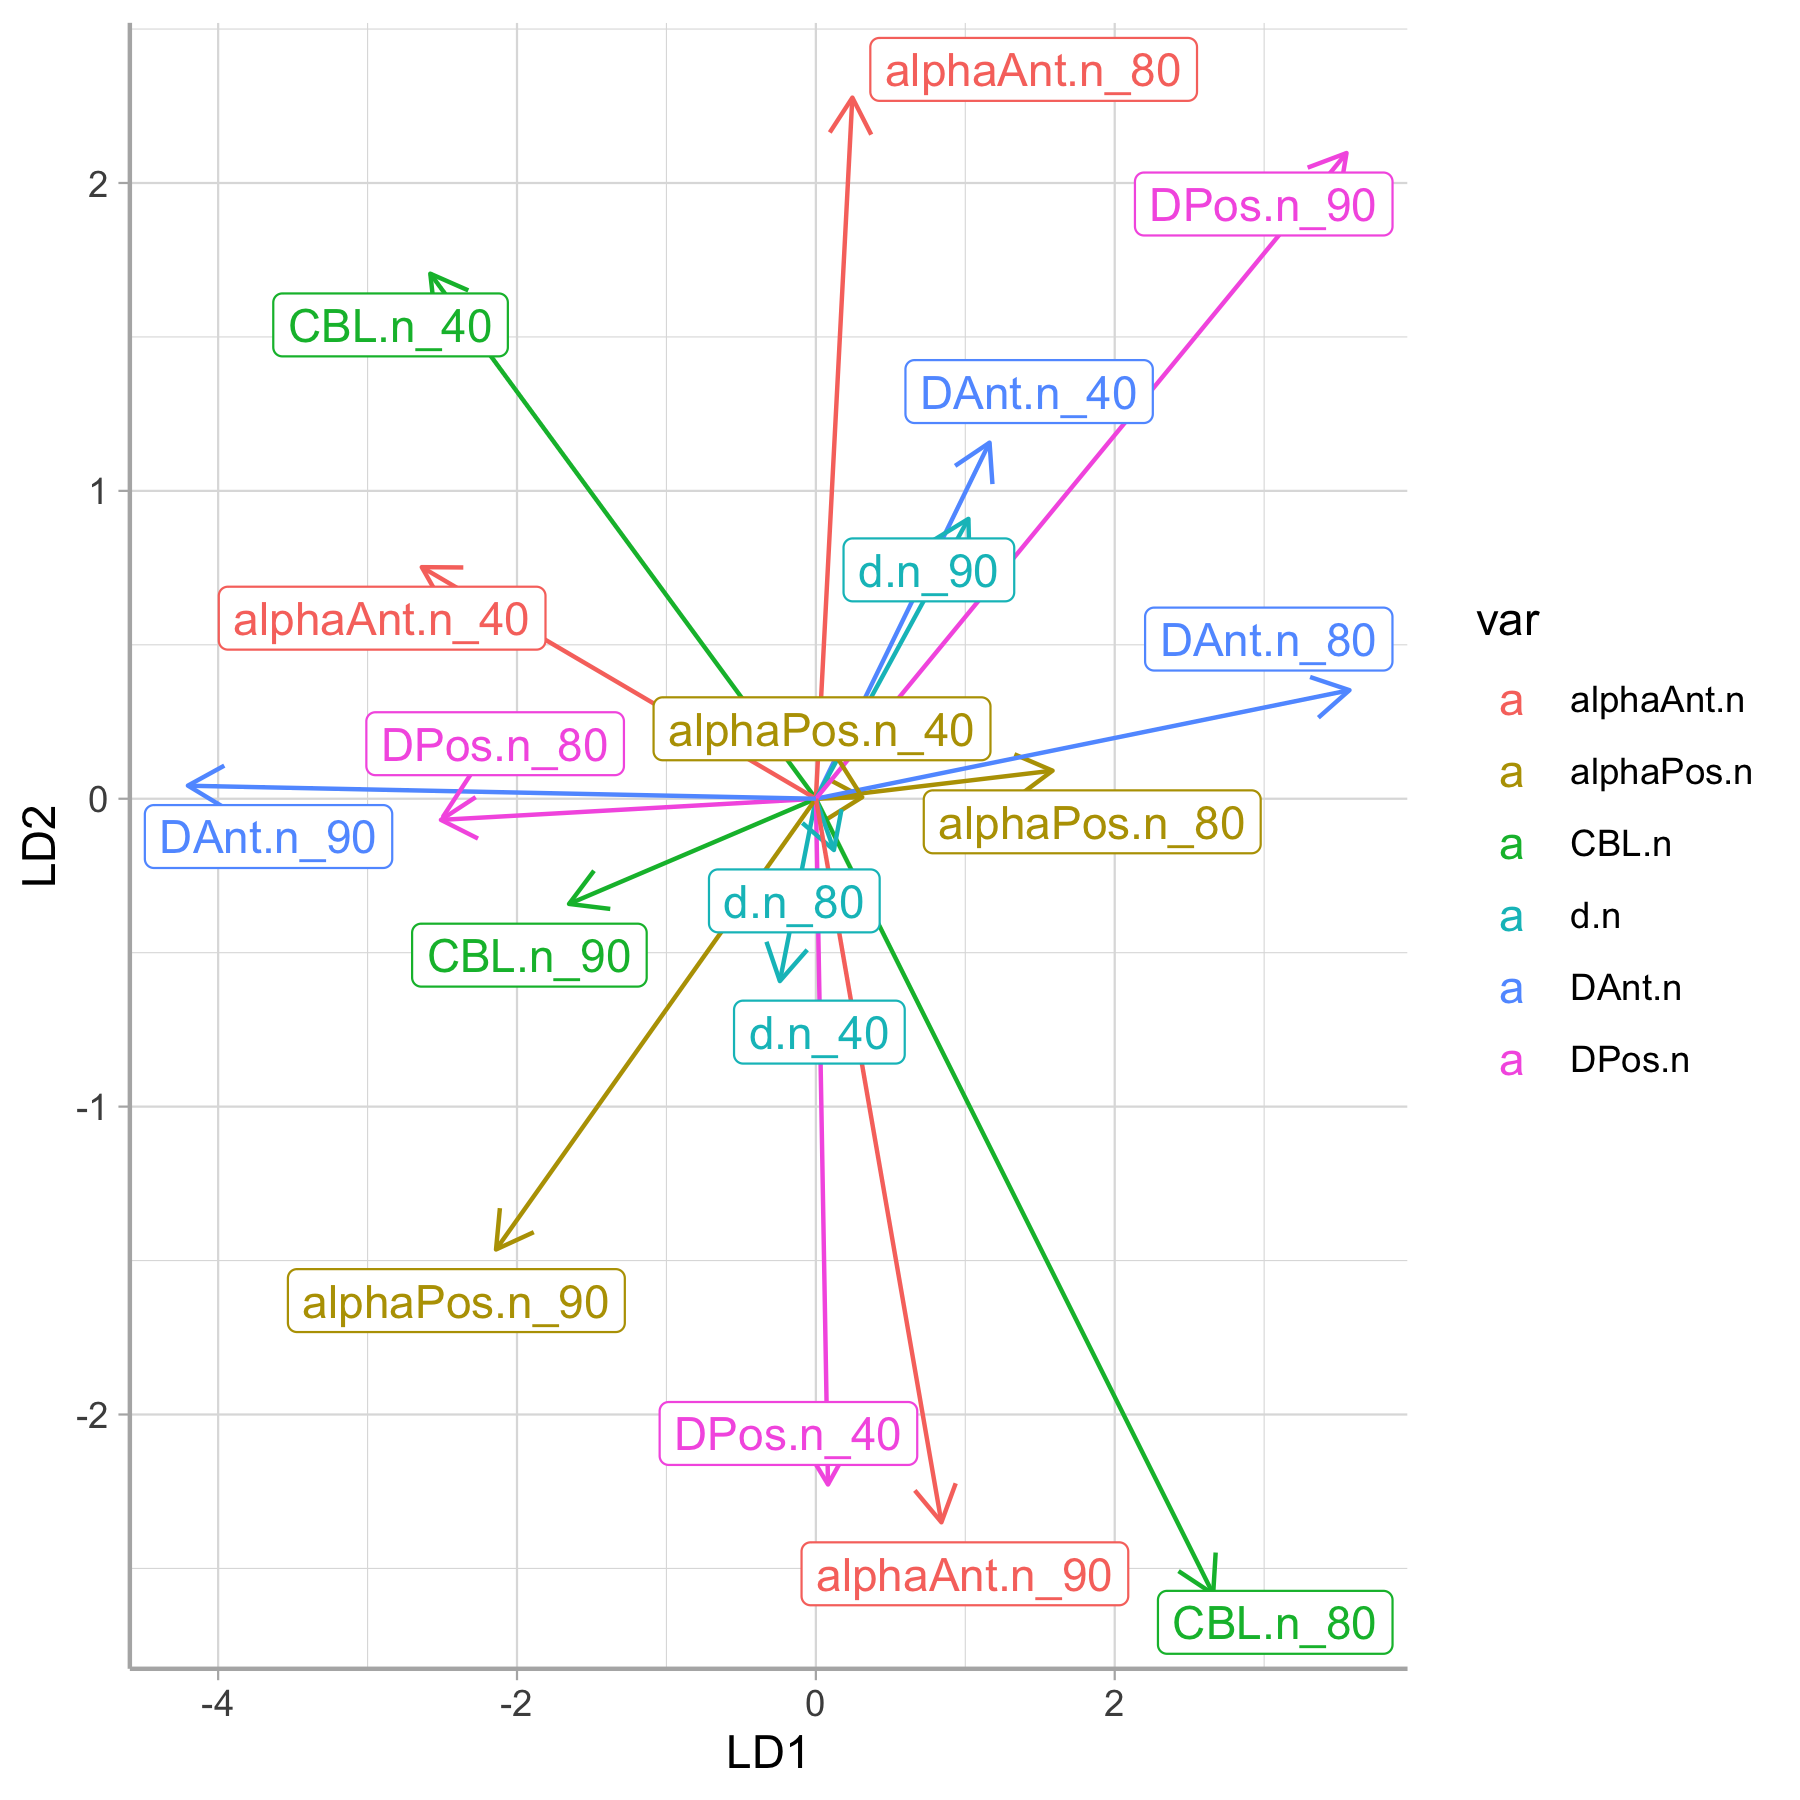 alphaAnt.n_80
DPos.n_90
CBL.n_40
DAnt.n_40
d.n_90
alphaAnt.n_40
DAnt.n_80
alphaPos.n_40
DPos.n_80
alphaPos.n_80
DAnt.n_90
d.n_80
CBL.n_90
d.n_40
alphaPos.n_90
DPos.n_40
alphaAnt.n_90
CBL.n_80
2
1
0
-1
-2
LD2
-4
-2
0
2
LD1
var
a alphaAnt.n
a alphaPos.n
a CBL.n
a d.n
a DAnt.n
a DPos.n